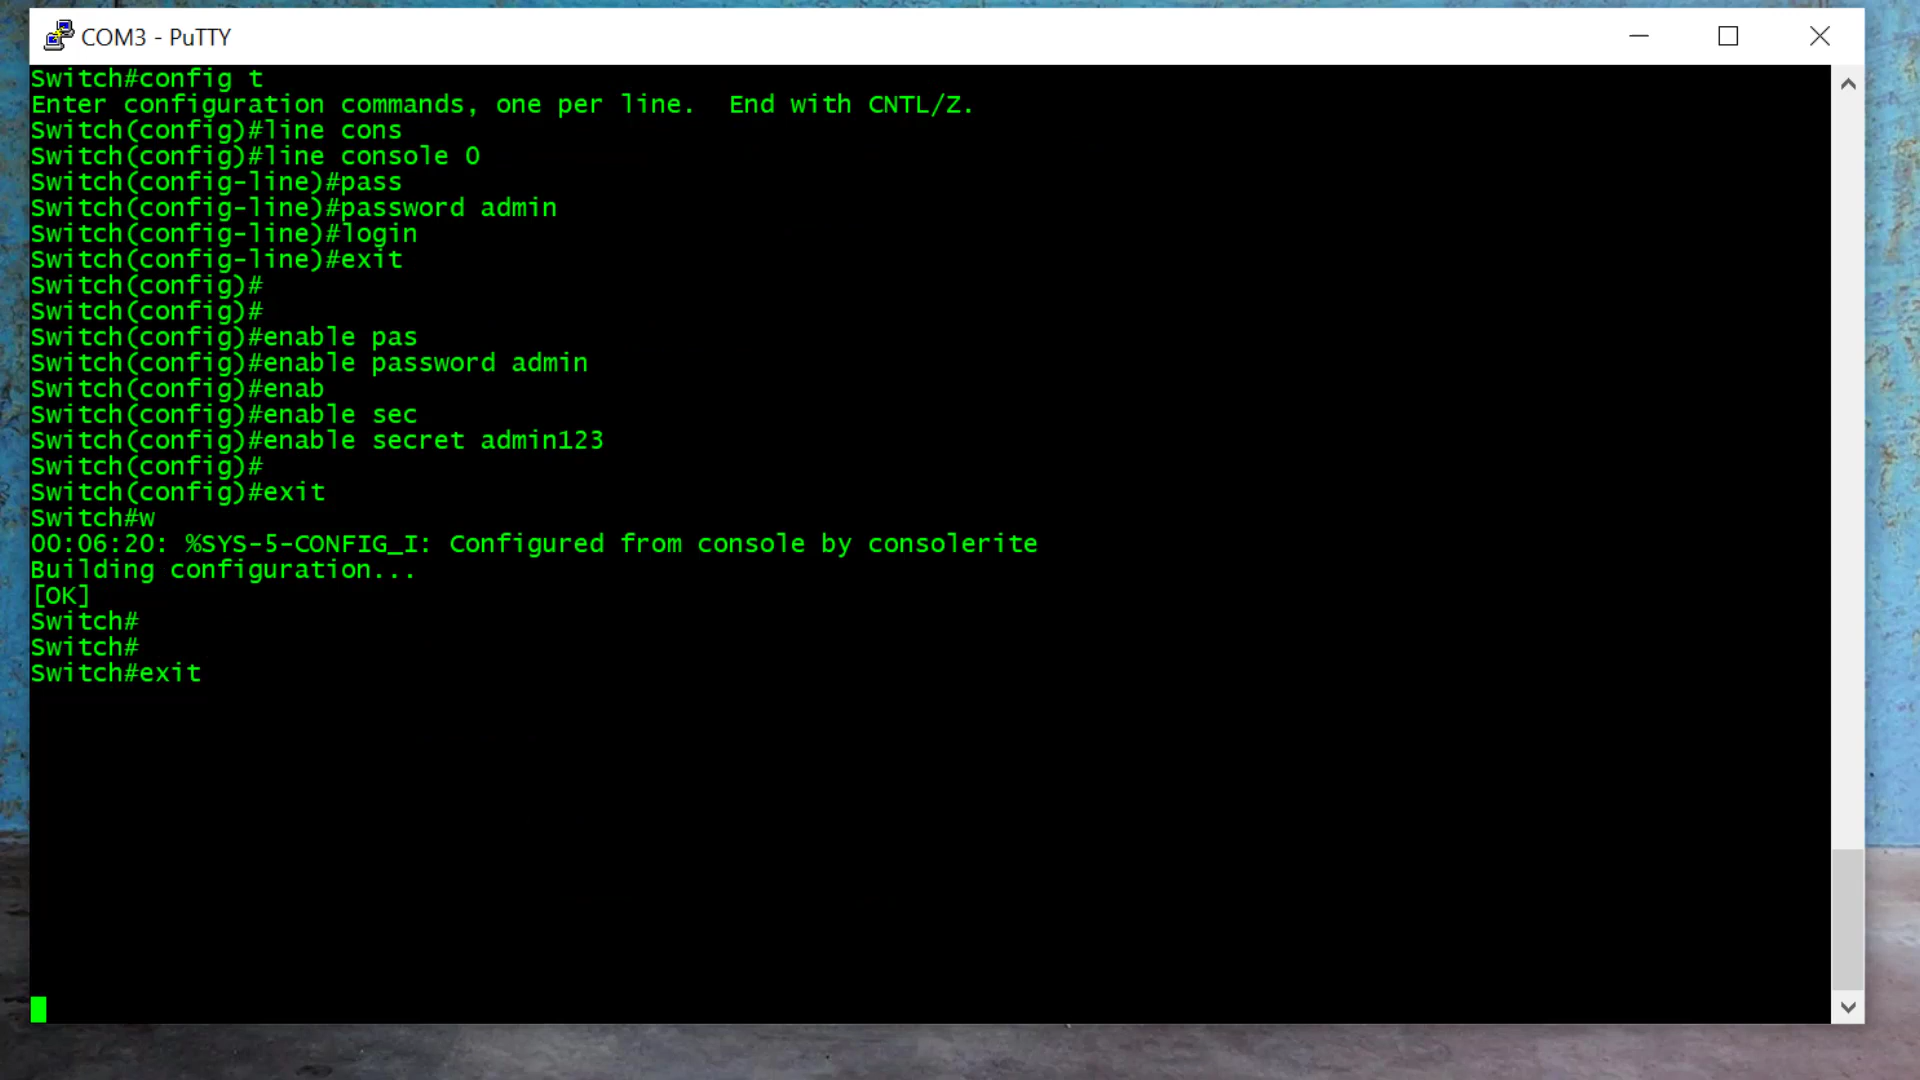 COM3 - PuTTY
Switch#config t
Enter configuration commands, one per line.  End with CNTL/Z.
Switch(config)#line cons
Switch(config)#line console 0
Switch(config-line)#pass
Switch(config-line)#password admin
Switch(config-line)#login
Switch(config-line)#exit
Switch(config)#
Switch(config)#
Switch(config)#enable pas
Switch(config)#enable password admin
Switch(config)#enab
Switch(config)#enable sec
Switch(config)#enable secret admin123
Switch(config)#
Switch(config)#exit
Switch#w
00:06:20: %SYS-5-CONFIG_I: Configured from console by consolerite
Building configuration...
[OK]
Switch#
Switch#
Switch#exit